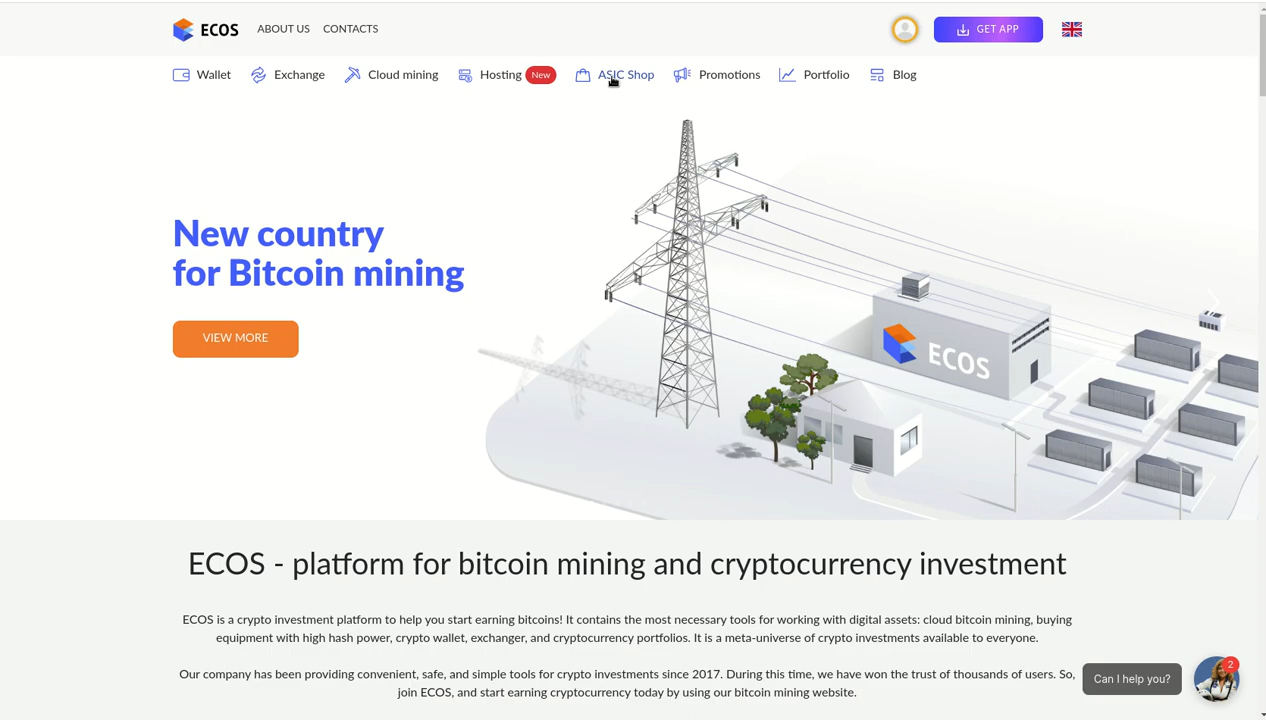 ECOS ABOUT US CONTACTS GET APP
Wallet Exchange Cloud mining Hosting New ASIC Shop Promotions Portfolio Blog
New country
for Bitcoin mining
VIEW MORE
ECOS
ECOS - platform for bitcoin mining and cryptocurrency investment
ECOS is a crypto investment platform to help you start earning bitcoins! It contains the most necessary tools for working with digital assets: cloud bitcoin mining, buying
equipment with high hash power, crypto wallet, exchanger, and cryptocurrency portfolios. It is a meta-universe of crypto investments available to everyone.
Our company has been providing convenient, safe, and simple tools for crypto investments since 2017. During this time, we have won the trust of thousands of users. So,
join ECOS, and start earning cryptocurrency today by using our bitcoin mining website.
Can I help you?
2